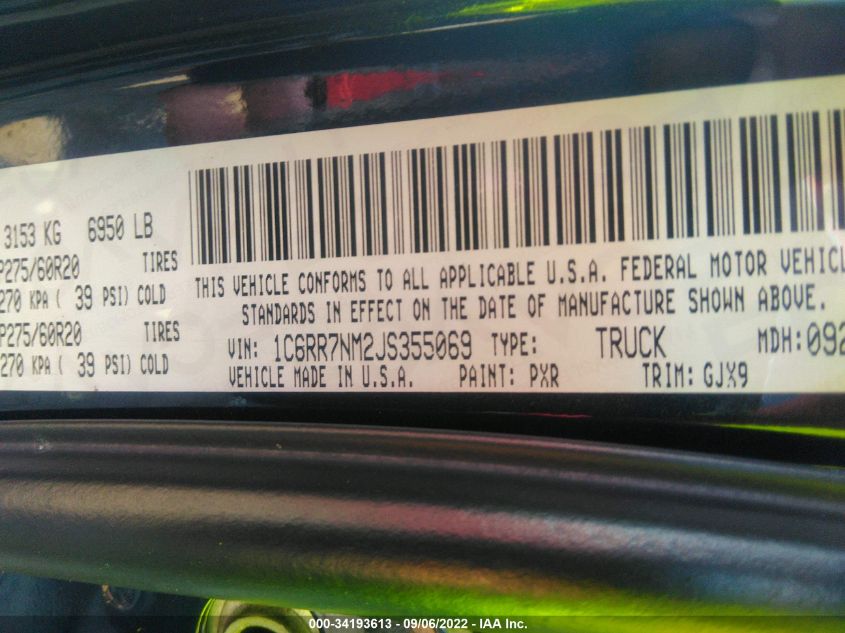 3153 KG 6950 LB
P275/60R20 TIRES
270 KPA ( 39 PSI) COLD
P275/60R20 TIRES
270 KPA ( 39 PSI) COLD
THIS VEHICLE CONFORMS TO ALL APPLICABLE U.S.A. FEDERAL MOTOR VEHICL
STANDARDS IN EFFECT ON THE DATE OF MANUFACTURE SHOWN ABOVE.
VIN: 1C6RR7NM2JS355069 TYPE: TRUCK MDH:092
VEHICLE MADE IN U.S.A. PAINT: PXR TRIM: GJX9
000-34193613 - 09/06/2022 - IAA Inc.